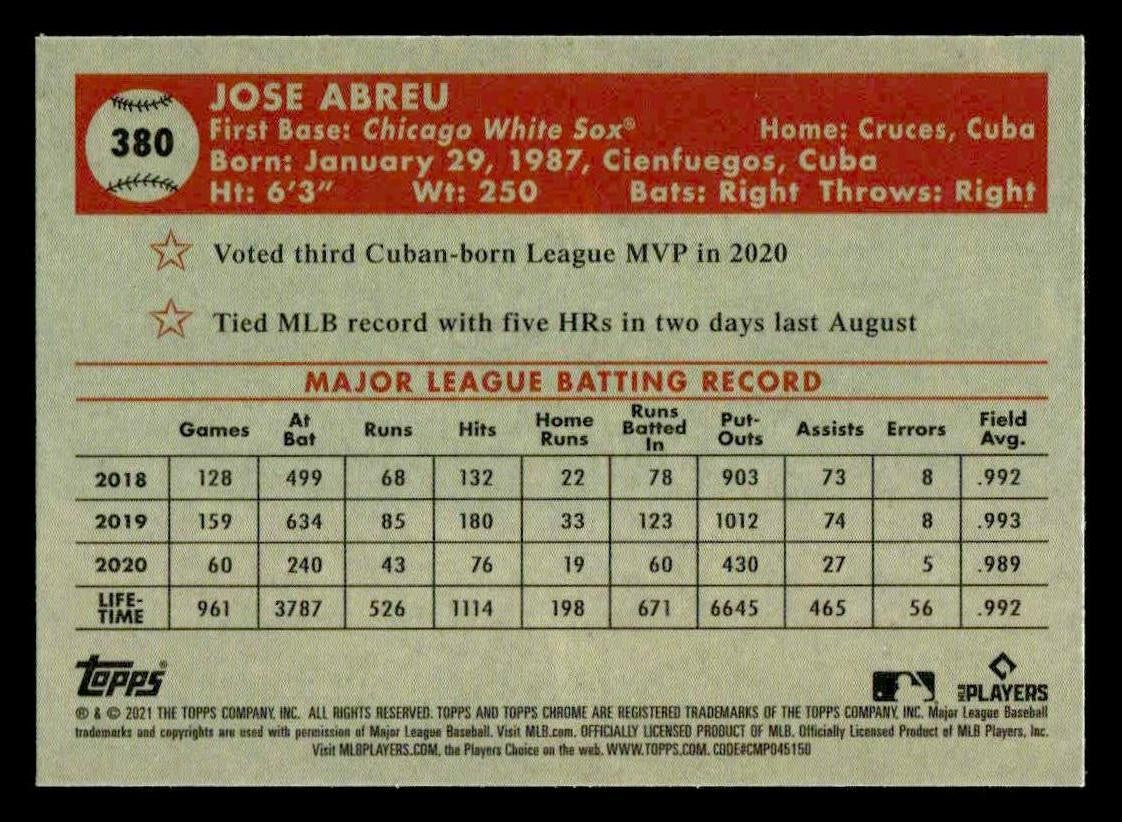 380
JOSE ABREU
First Base: Chicago White Sox® Home: Cruces, Cuba
Born: January 29, 1987, Cienfuegos, Cuba
Ht: 6'3" Wt: 250 Bats: Right Throws: Right
Voted third Cuban-born League MVP in 2020
Tied MLB record with five HRs in two days last August
MAJOR LEAGUE BATTING RECORD
Games At Bat Runs Hits Home Runs Runs Batted In Put-Outs Assists Errors Field Avg.
2018 128 499 68 132 22 78 903 73 8 .992
2019 159 634 85 180 33 123 1012 74 8 .993
2020 60 240 43 76 19 60 430 27 5 .989
LIFE-TIME 961 3787 526 1114 198 671 6645 465 56 .992
Topps® MLB PLAYERS
® & © 2021 THE TOPPS COMPANY, INC. ALL RIGHTS RESERVED. TOPPS AND TOPPS CHROME ARE REGISTERED TRADEMARKS OF THE TOPPS COMPANY, INC. Major League Baseball
trademarks and copyrights are used with permission of Major League Baseball. Visit MLB.com. OFFICIALLY LICENSED PRODUCT OF MLB. Officially Licensed Product of MLB Players, Inc.
Visit MLBPLAYERS.COM, the Players Choice on the web. WWW.TOPPS.COM. CODE#CMP045150